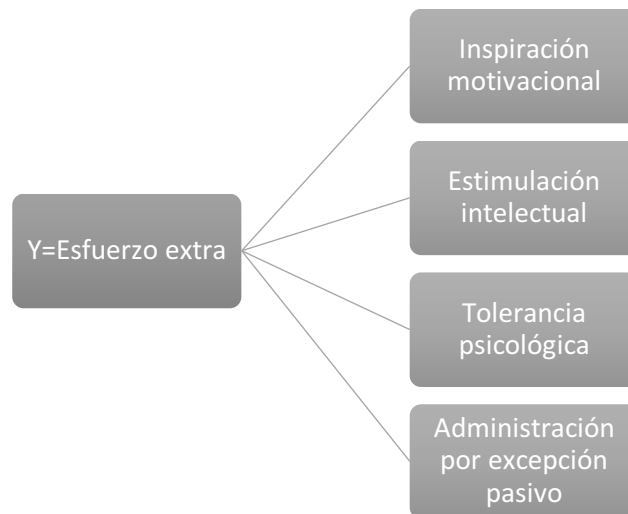 Inspiración
motivacional
Estimulación
intelectual
Y=Esfuerzo extra
Tolerancia
psicológica
Administración
por excepción
pasivo